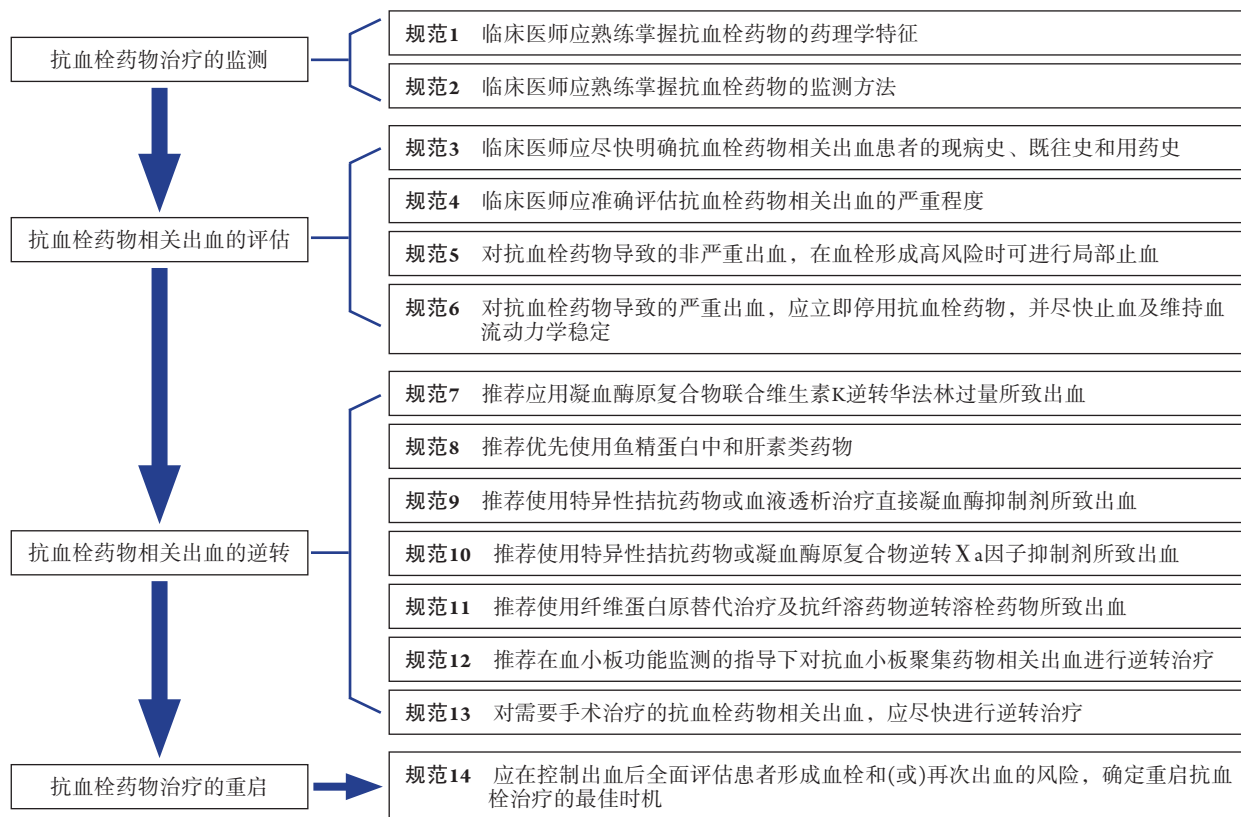 抗血栓药物治疗的监测
规范1 临床医师应熟练掌握抗血栓药物的药理学特征
规范2 临床医师应熟练掌握抗血栓药物的监测方法
抗血栓药物相关出血的评估
规范3 临床医师应尽快明确抗血栓药物相关出血患者的现病史、既往史和用药史
规范4 临床医师应准确评估抗血栓药物相关出血的严重程度
规范5 对抗血栓药物导致的非严重出血，在血栓形成高风险时可进行局部止血
规范6 对抗血栓药物导致的严重出血，应立即停用抗血栓药物，并尽快止血及维持血
流动力学稳定
抗血栓药物相关出血的逆转
规范7 推荐应用凝血酶原复合物联合维生素K逆转华法林过量所致出血
规范8 推荐优先使用鱼精蛋白中和肝素类药物
规范9 推荐使用特异性拮抗药物或血液透析治疗直接凝血酶抑制剂所致出血
规范10 推荐使用特异性拮抗药物或凝血酶原复合物逆转Ⅹa因子抑制剂所致出血
规范11 推荐使用纤维蛋白原替代治疗及抗纤溶药物逆转溶栓药物所致出血
规范12 推荐在血小板功能监测的指导下对抗血小板聚集药物相关出血进行逆转治疗
规范13 对需要手术治疗的抗血栓药物相关出血，应尽快进行逆转治疗
抗血栓药物治疗的重启
规范14 应在控制出血后全面评估患者形成血栓和(或)再次出血的风险，确定重启抗血
栓治疗的最佳时机